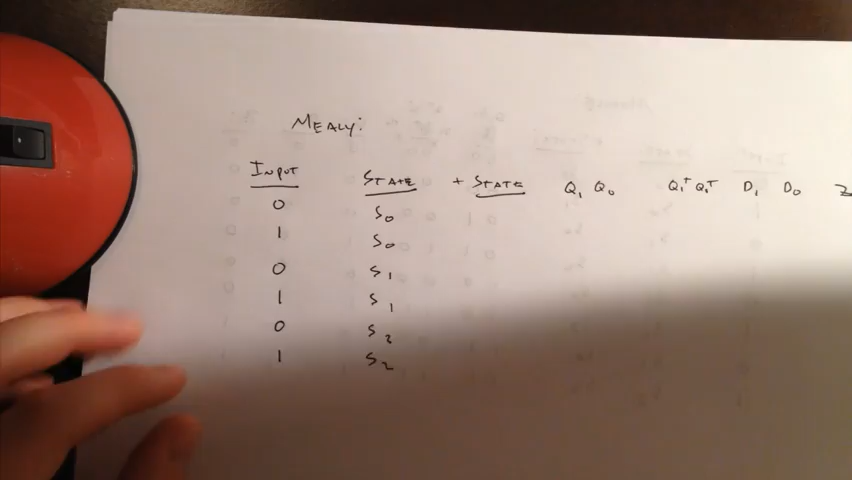 MEALY:
INPUT STATE + STATE Q₁ Q₀ Q₁⁺ Q₁⁺ D₁ D₀ Z
0 S₀
1 S₀
0 S₁
1 S₁
0 S₂
1 S₂